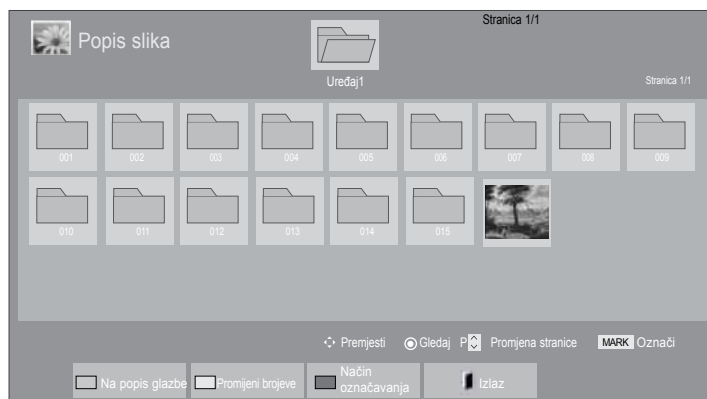 Stranica 1/1
Popis slika
Uređaj1
Stranica 1/1
001 002 003 004 005 006 007 008 009
010 011 012 013 014 015
Premjesti Gledaj P Promjena stranice MARK Označi
Na popis glazbe Promijeni brojeve Način označavanja Izlaz